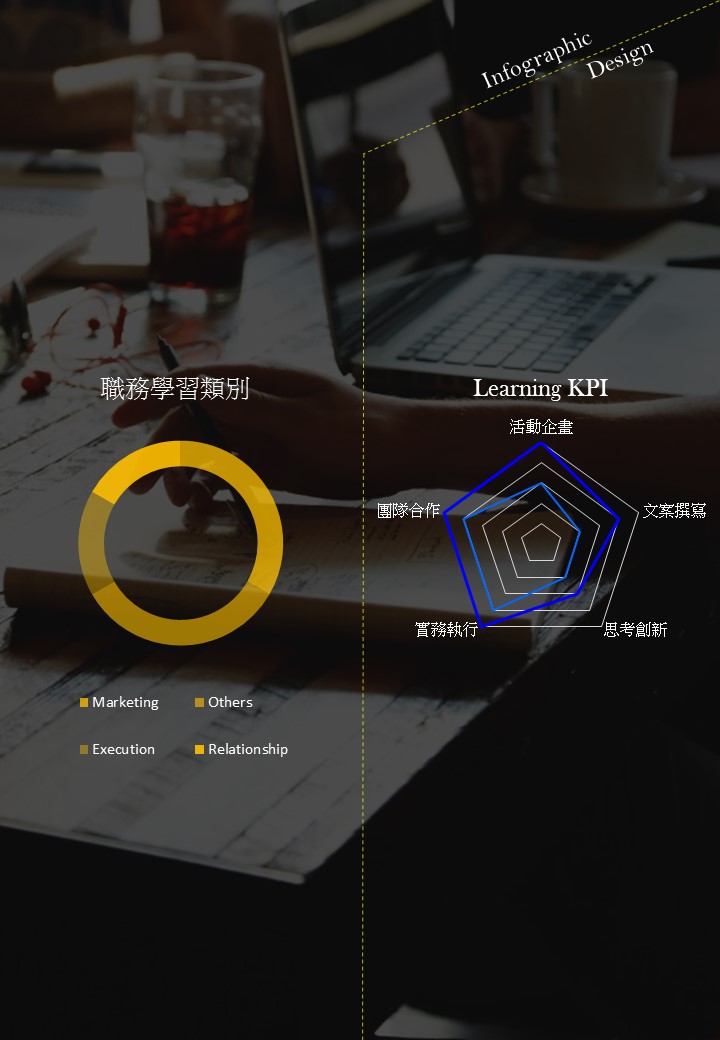 Infographic
Design
職務學習類別
Marketing
Others
Execution
Relationship
Learning KPI
活動企畫
文案撰寫
思考創新
實務執行
團隊合作